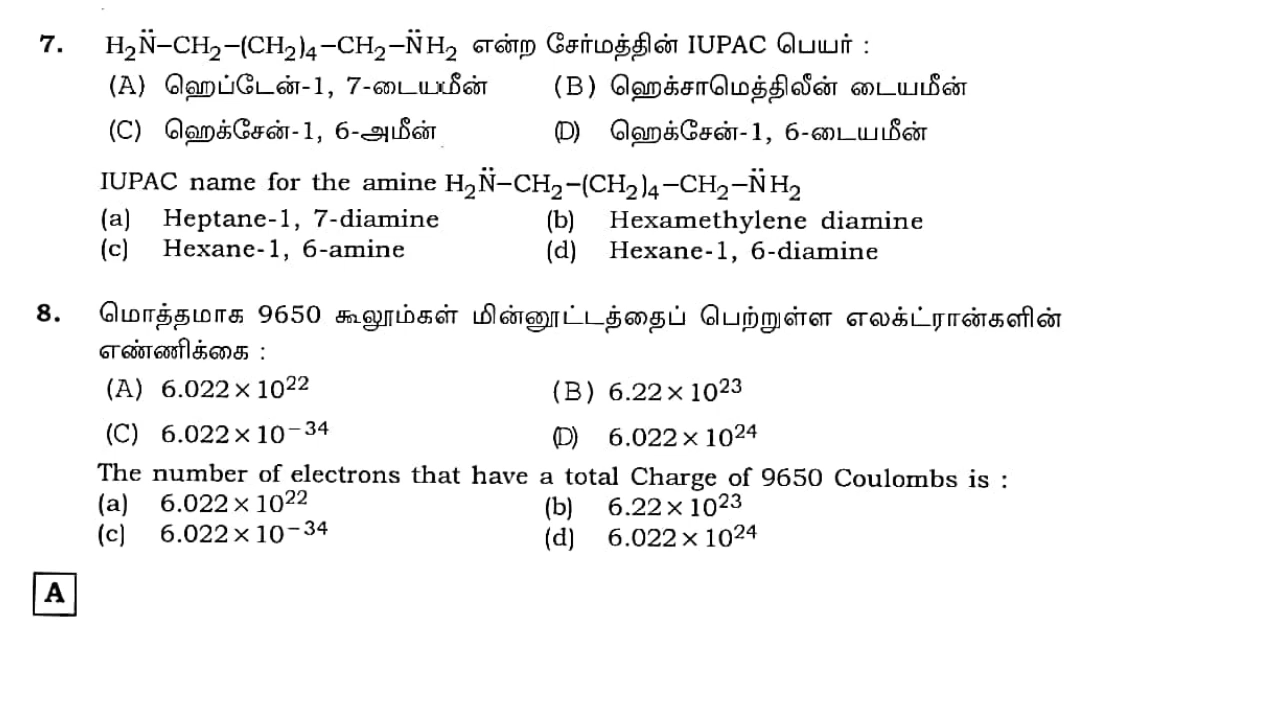 7. H₂N̈–CH₂–(CH₂)₄–CH₂–N̈H₂ என்ற சேர்மத்தின் IUPAC பெயர் :
(A) ஹெப்டேன்-1, 7-டையமீன் (B) ஹெக்சாமெத்திலீன் டையமீன்
(C) ஹெக்சேன்-1, 6-அமீன் (D) ஹெக்சேன்-1, 6-டையமீன்
IUPAC name for the amine H₂N̈–CH₂–(CH₂)₄–CH₂–N̈H₂
(a) Heptane-1, 7-diamine (b) Hexamethylene diamine
(c) Hexane-1, 6-amine (d) Hexane-1, 6-diamine
8. மொத்தமாக 9650 கூலூம்கள் மின்னூட்டத்தைப் பெற்றுள்ள எலக்ட்ரான்களின்
எண்ணிக்கை :
(A) 6.022×10²² (B) 6.22×10²³
(C) 6.022×10⁻³⁴ (D) 6.022×10²⁴
The number of electrons that have a total Charge of 9650 Coulombs is :
(a) 6.022×10²² (b) 6.22×10²³
(c) 6.022×10⁻³⁴ (d) 6.022×10²⁴
A